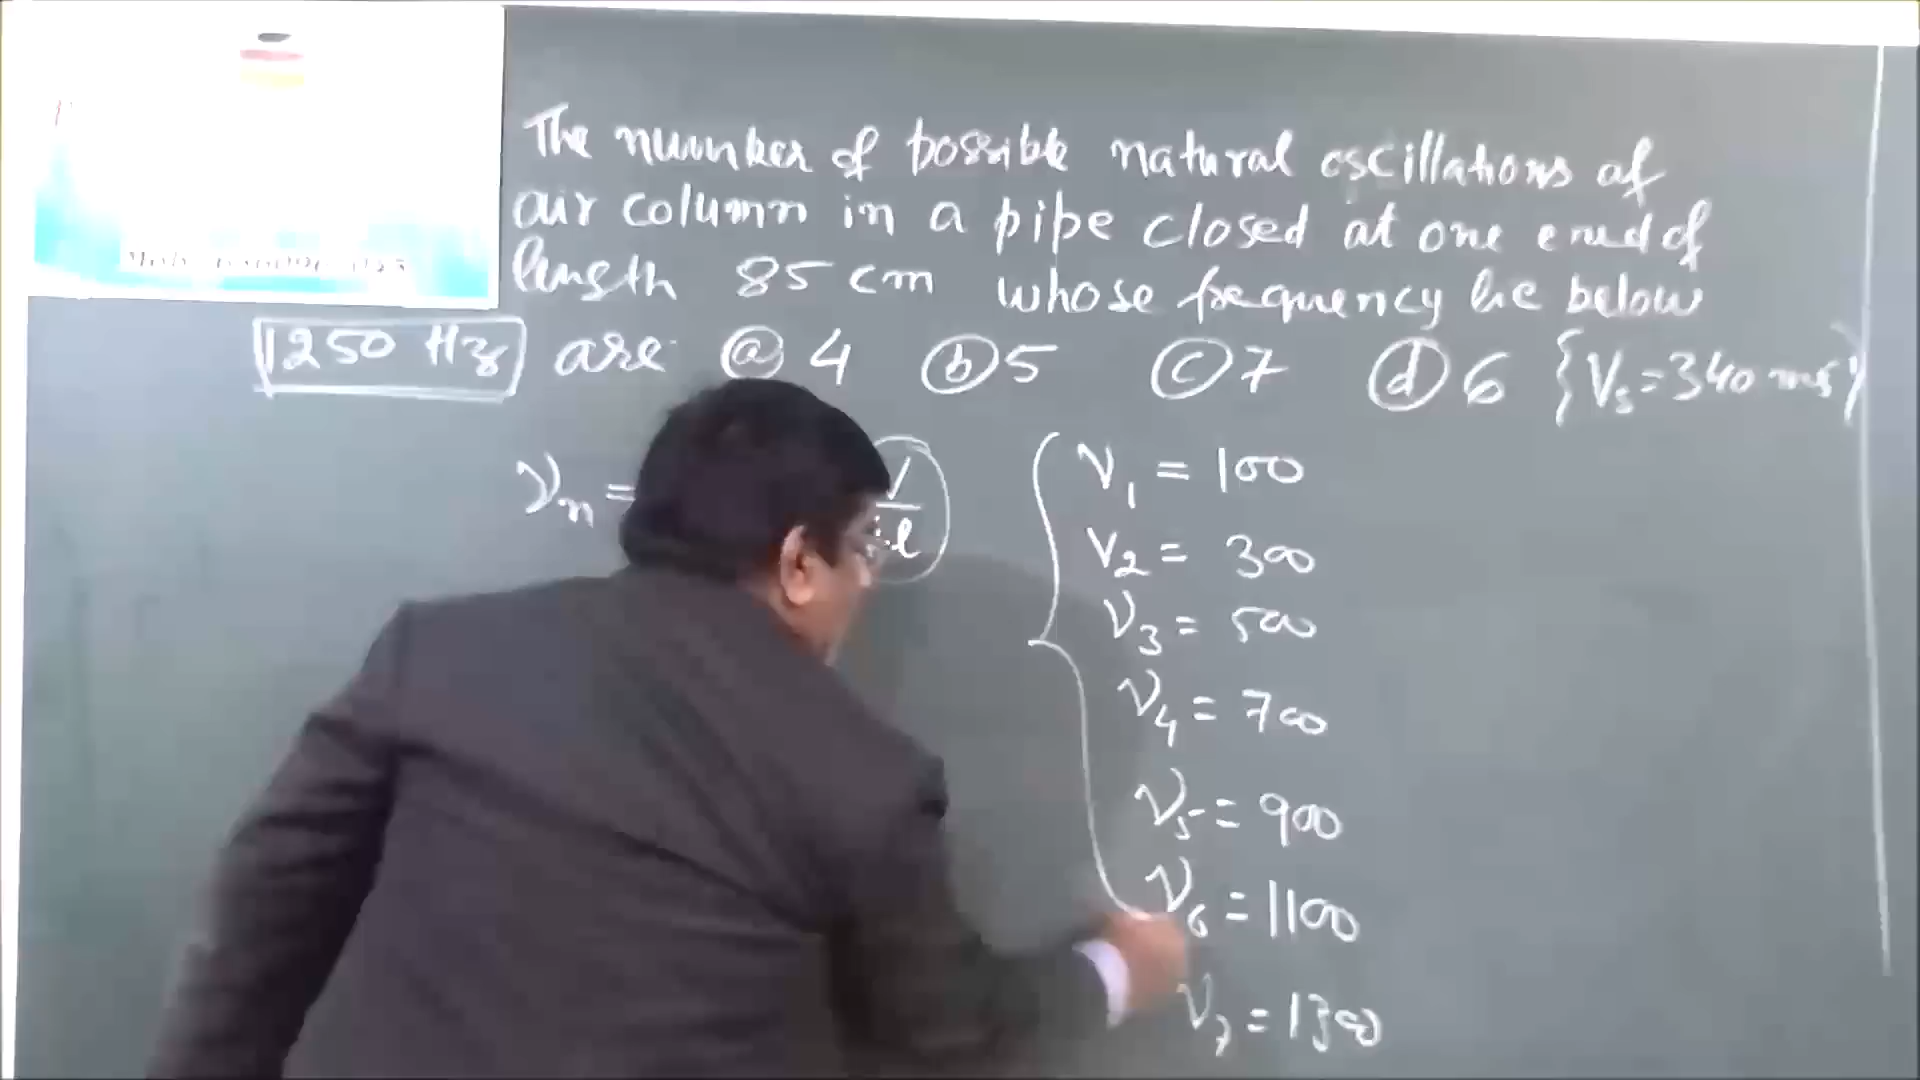 The number of possible natural oscillations of
air column in a pipe closed at one end of
length 85 cm whose frequency lie below
1250 Hz are (a) 4 (b) 5 (c) 7 (d) 6 {Vs = 340 ms}
νn =
ν1 = 100
ν2 = 300
ν3 = 500
ν4 = 700
ν5 = 900
ν6 = 1100
ν7 = 1300